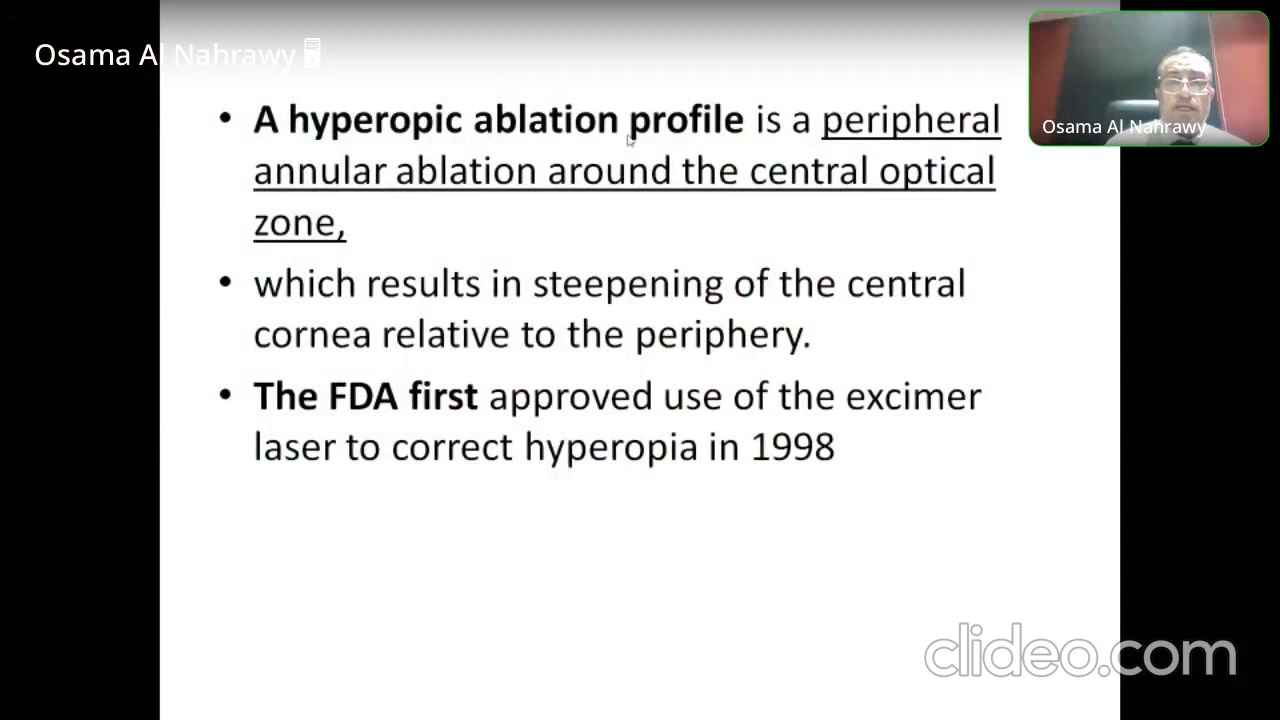 Osama Al Nahrawy
Osama Al Nahrawy
• A hyperopic ablation profile is a peripheral
annular ablation around the central optical
zone,
• which results in steepening of the central
cornea relative to the periphery.
• The FDA first approved use of the excimer
laser to correct hyperopia in 1998
clideo.com